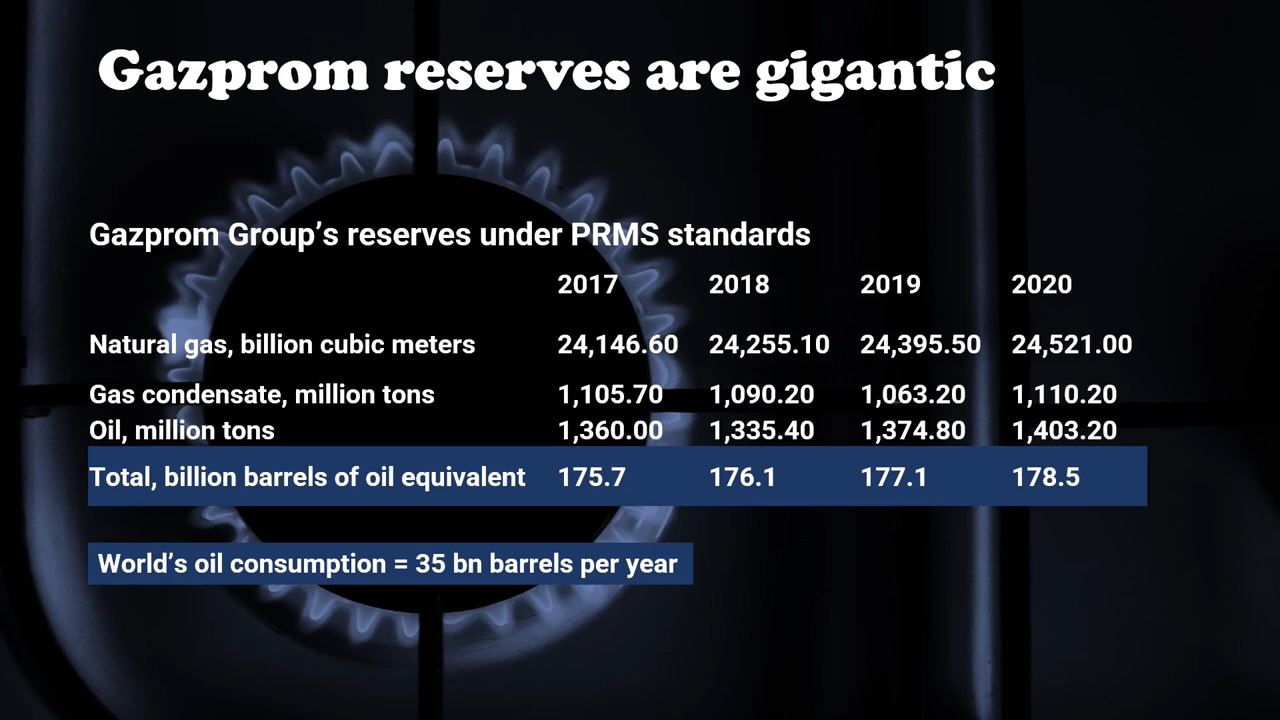 Gazprom reserves are gigantic
Gazprom Group’s reserves under PRMS standards
2017 2018 2019 2020
Natural gas, billion cubic meters 24,146.60 24,255.10 24,395.50 24,521.00
Gas condensate, million tons 1,105.70 1,090.20 1,063.20 1,110.20
Oil, million tons 1,360.00 1,335.40 1,374.80 1,403.20
Total, billion barrels of oil equivalent 175.7 176.1 177.1 178.5
World’s oil consumption = 35 bn barrels per year